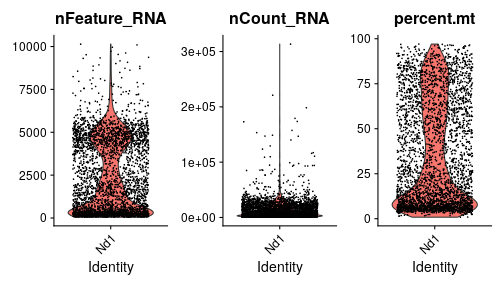 nFeature_RNA
10000
7500
5000
2500
0
Nd1
Identity
nCount_RNA
3e+05
2e+05
1e+05
0e+00
Nd1
Identity
percent.mt
100
75
50
25
0
Nd1
Identity